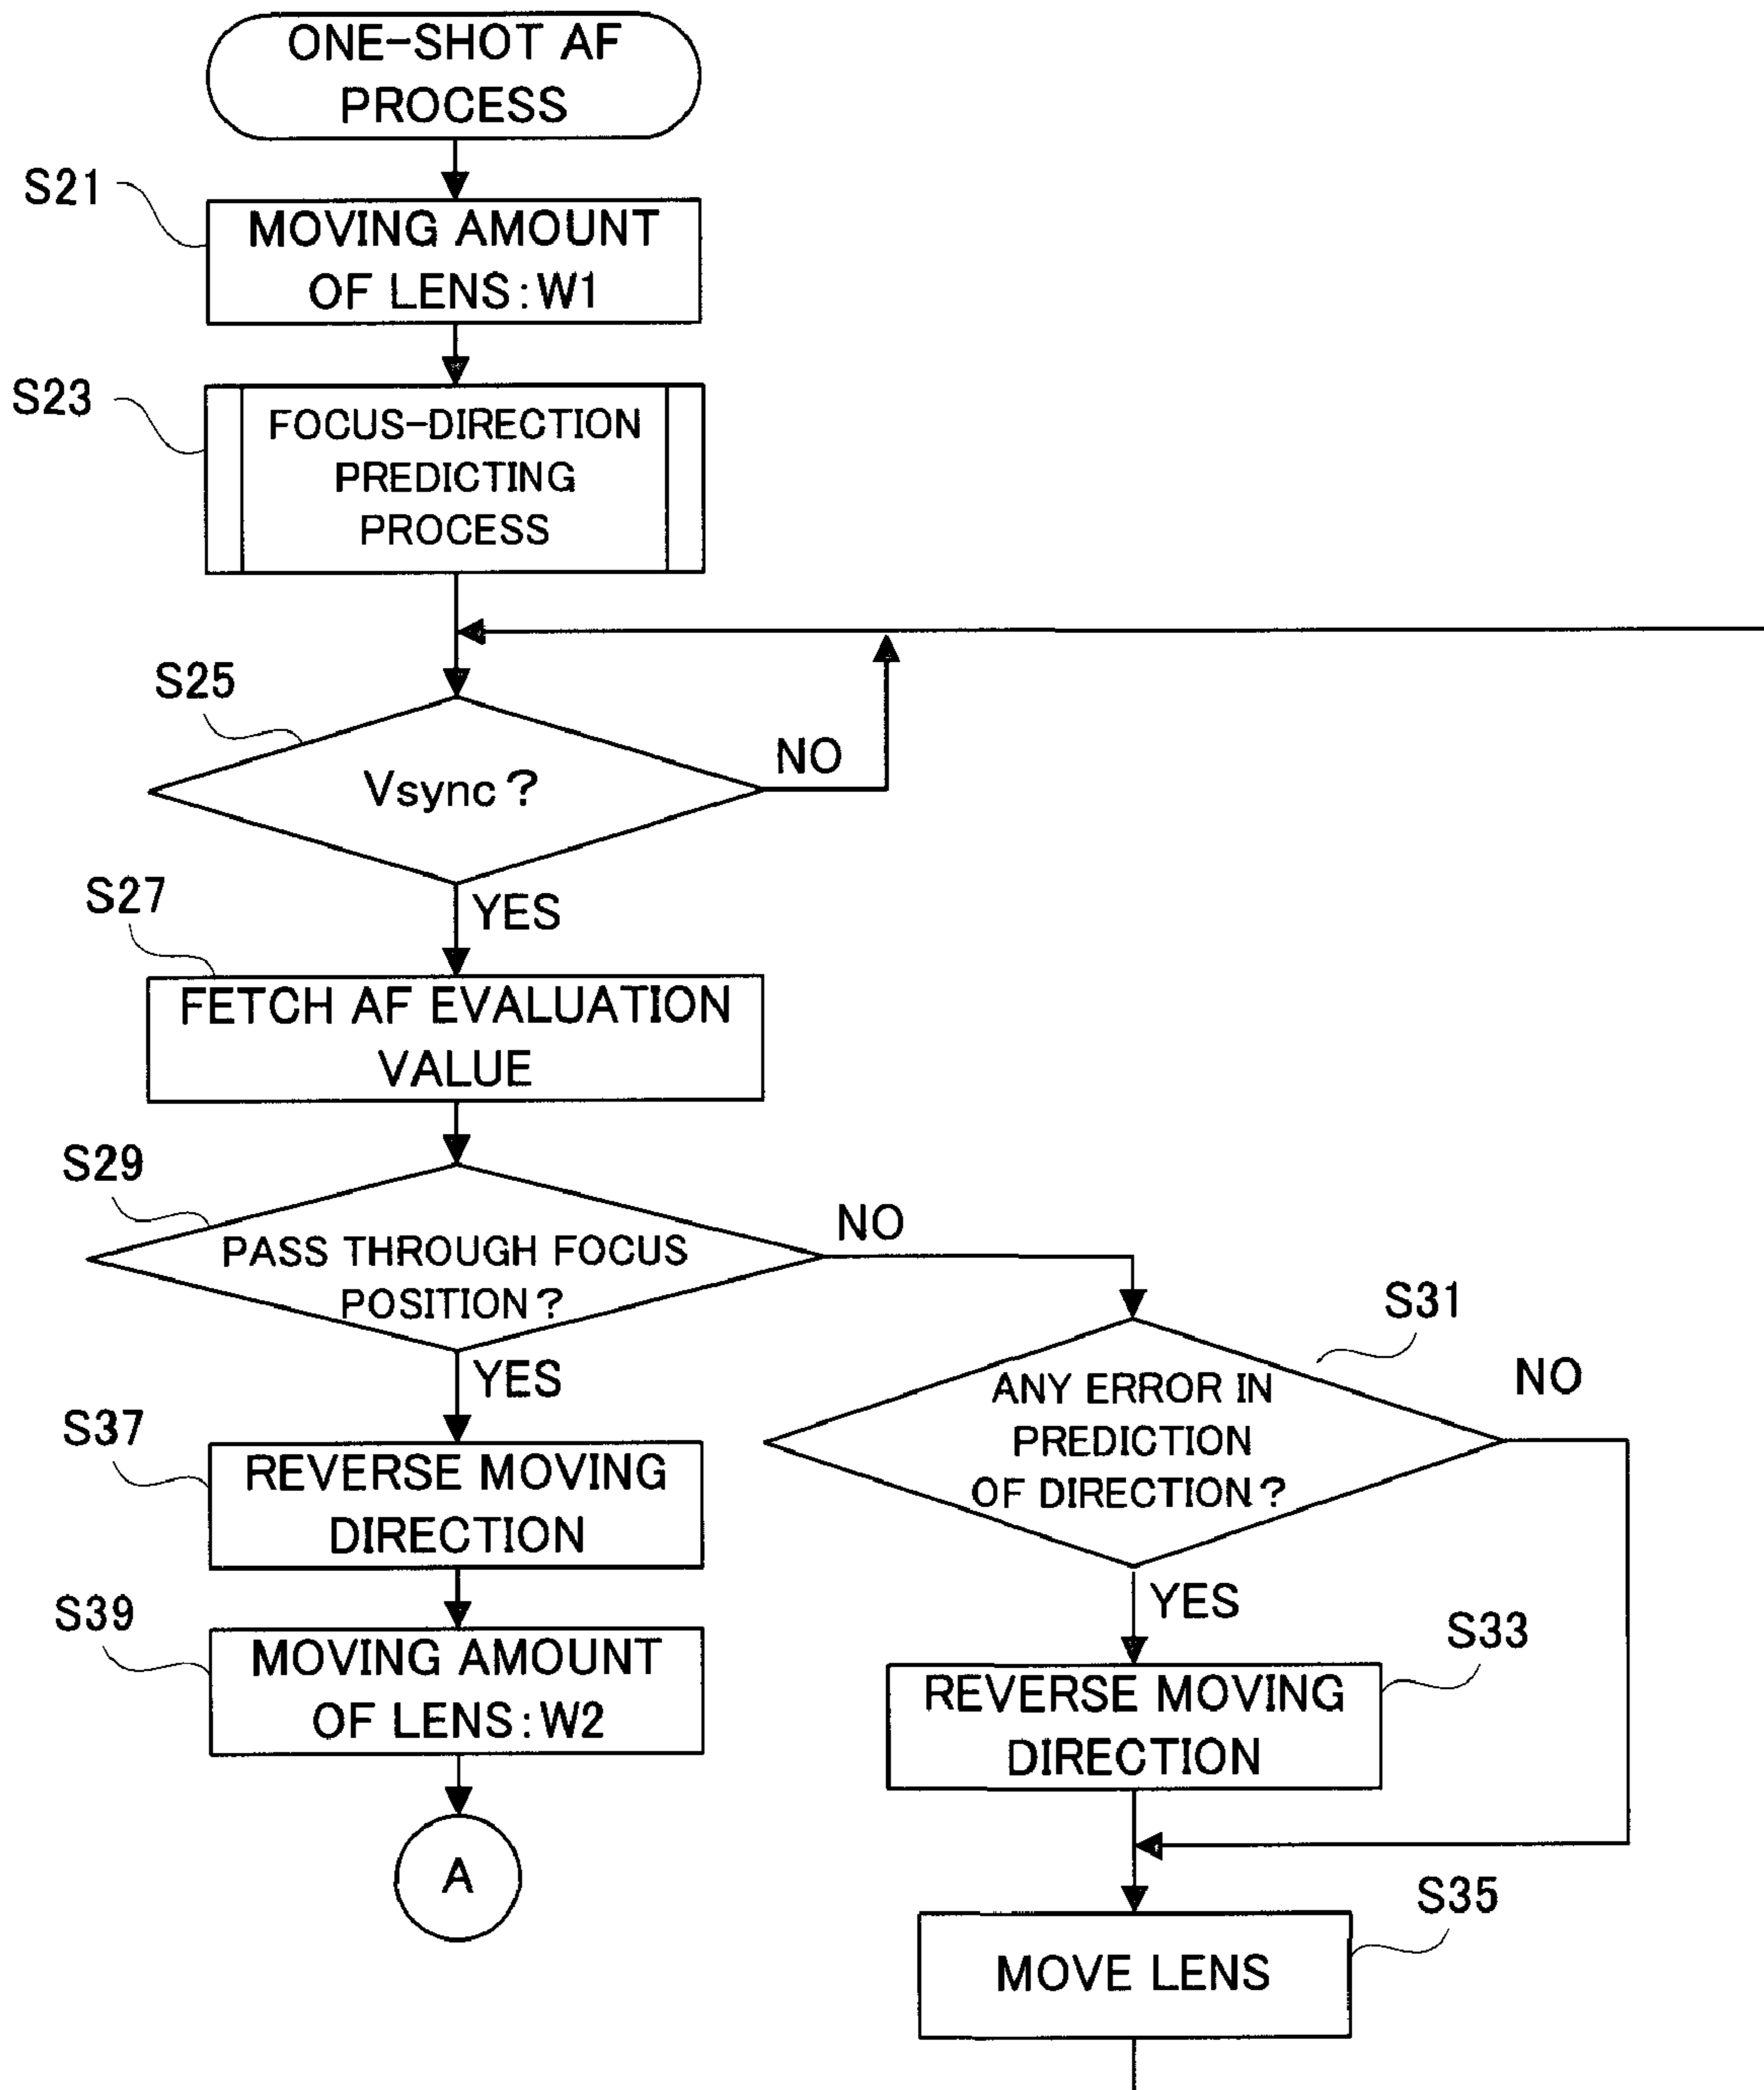 ONE-SHOT AF
PROCESS
S21
MOVING AMOUNT
OF LENS:W1
S23
FOCUS-DIRECTION
PREDICTING
PROCESS
S25
Vsync?
NO
YES
S27
FETCH AF EVALUATION
VALUE
S29
PASS THROUGH FOCUS
POSITION?
NO
YES
S31
ANY ERROR IN
PREDICTION
OF DIRECTION?
NO
YES
S37
REVERSE MOVING
DIRECTION
S39
MOVING AMOUNT
OF LENS:W2
A
S33
REVERSE MOVING
DIRECTION
S35
MOVE LENS